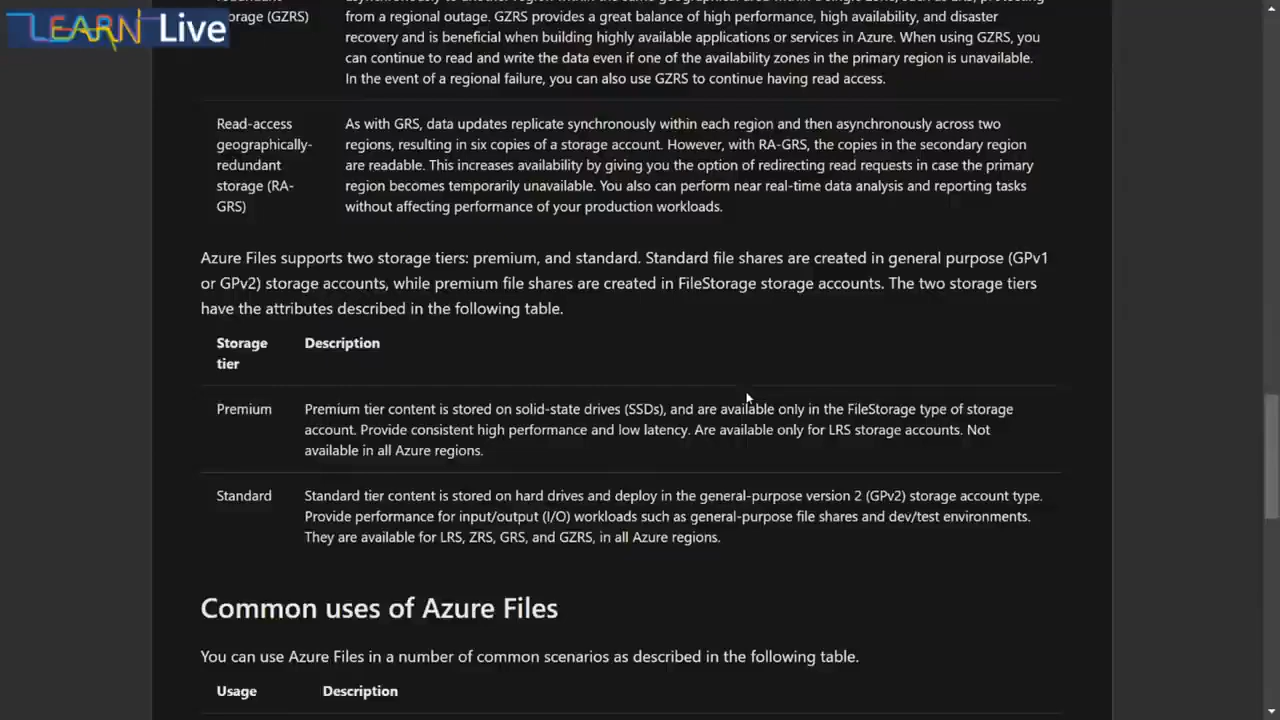 LEARN Live
storage (GZRS)
from a regional outage. GZRS provides a great balance of high performance, high availability, and disaster
recovery and is beneficial when building highly available applications or services in Azure. When using GZRS, you
can continue to read and write the data even if one of the availability zones in the primary region is unavailable.
In the event of a regional failure, you can also use GZRS to continue having read access.
Read-access
geographically-
redundant
storage (RA-
GRS)
As with GRS, data updates replicate synchronously within each region and then asynchronously across two
regions, resulting in six copies of a storage account. However, with RA-GRS, the copies in the secondary region
are readable. This increases availability by giving you the option of redirecting read requests in case the primary
region becomes temporarily unavailable. You also can perform near real-time data analysis and reporting tasks
without affecting performance of your production workloads.
Azure Files supports two storage tiers: premium, and standard. Standard file shares are created in general purpose (GPv1
or GPv2) storage accounts, while premium file shares are created in FileStorage storage accounts. The two storage tiers
have the attributes described in the following table.
Storage
tier
Description
Premium
Premium tier content is stored on solid-state drives (SSDs), and are available only in the FileStorage type of storage
account. Provide consistent high performance and low latency. Are available only for LRS storage accounts. Not
available in all Azure regions.
Standard
Standard tier content is stored on hard drives and deploy in the general-purpose version 2 (GPv2) storage account type.
Provide performance for input/output (I/O) workloads such as general-purpose file shares and dev/test environments.
They are available for LRS, ZRS, GRS, and GZRS, in all Azure regions.
Common uses of Azure Files
You can use Azure Files in a number of common scenarios as described in the following table.
Usage
Description